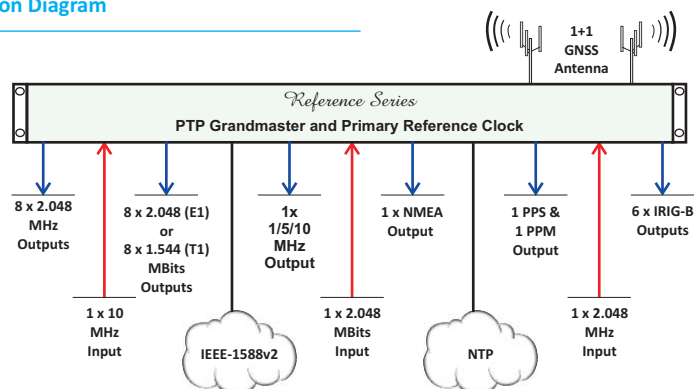 on Diagram
1+1
GNSS
Antenna
Reference Series
PTP Grandmaster and Primary Reference Clock
8 x 2.048
MHz
Outputs
8 x 2.048 (E1)
or
8 x 1.544 (T1)
MBits
Outputs
1x
1/5/10
MHz
Output
1 x NMEA
Output
1 PPS &
1 PPM
Output
6 x IRIG-B
Outputs
1 x 10
MHz
Input
IEEE-1588v2
1 x 2.048
MBits
Input
NTP
1 x 2.048
MHz
Input